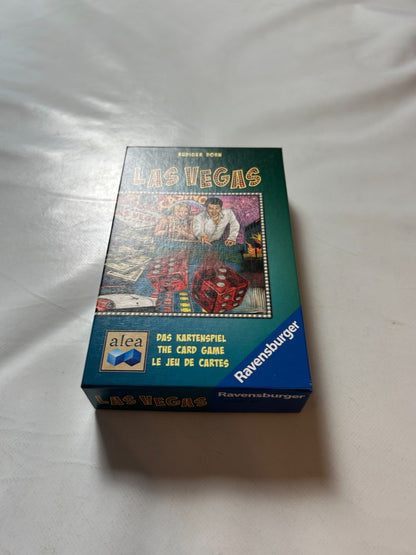 RÜDIGER DORN
LAS VEGAS
alea
DAS KARTENSPIEL
THE CARD GAME
LE JEU DE CARTES
Ravensburger
LAS VEGAS
Ravensburger